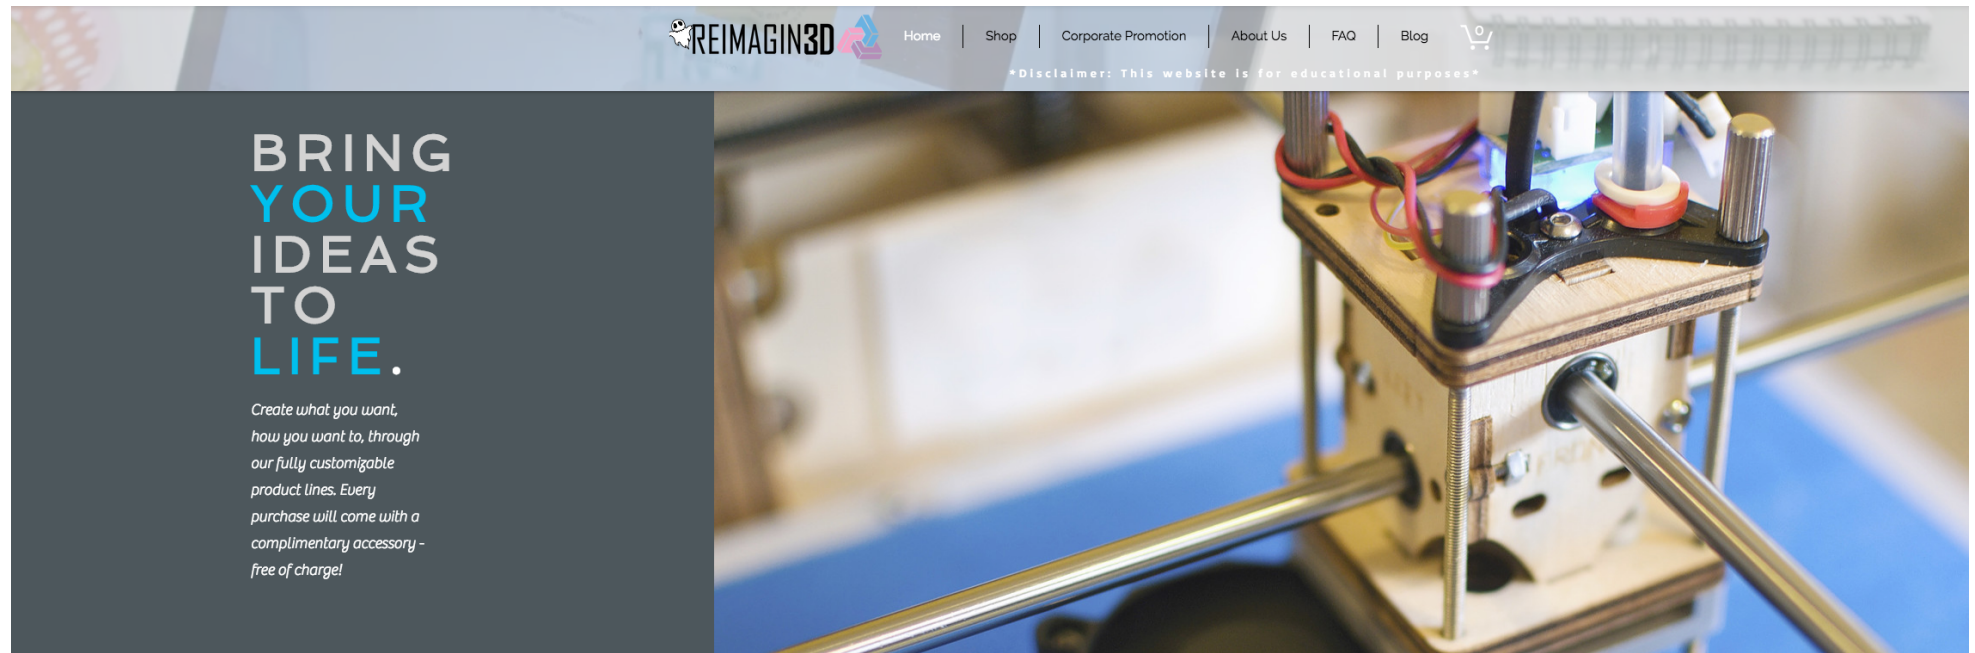 REIMAGIN3D
Home
Shop
Corporate Promotion
About Us
FAQ
Blog
0
*Disclaimer: This website is for educational purposes*
BRING
YOUR
IDEAS
TO
LIFE.
Create what you want,
how you want to, through
our fully customizable
product lines. Every
purchase will come with a
complimentary accessory -
free of charge!